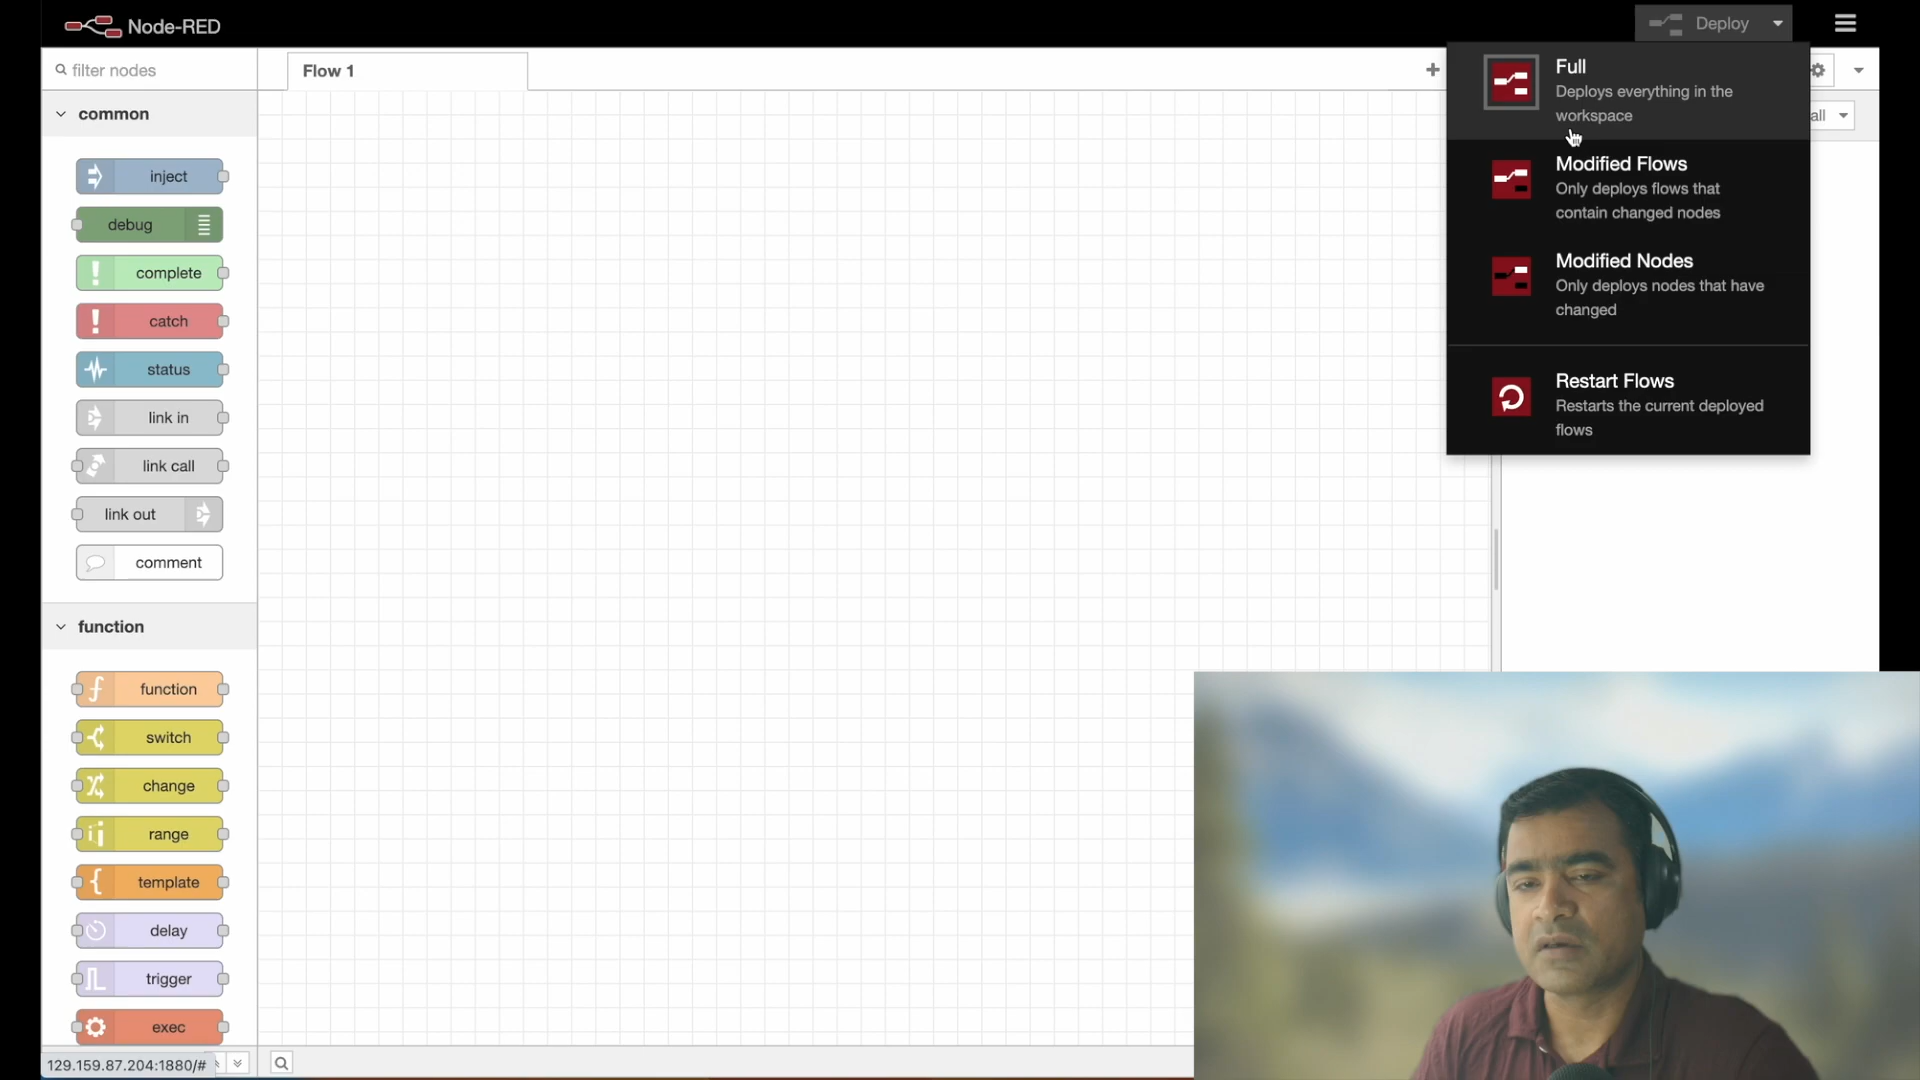 Node-RED
Deploy
filter nodes
Flow 1
common
inject
debug
complete
catch
status
link in
link call
link out
comment
function
function
switch
change
range
template
delay
trigger
exec
129.159.87.204:1880/#
Full
Deploys everything in the
workspace
Modified Flows
Only deploys flows that
contain changed nodes
Modified Nodes
Only deploys nodes that have
changed
Restart Flows
Restarts the current deployed
flows
all